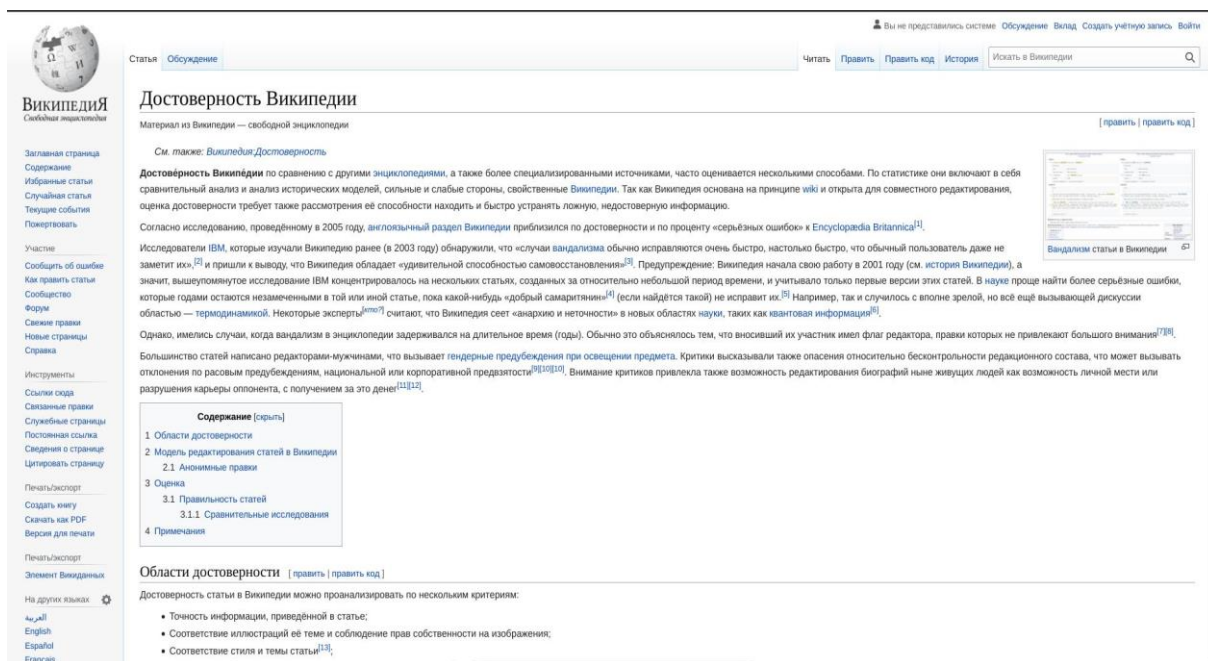 Вы не представились системе Обсуждение Вклад Создать учётную запись Войти
Статья Обсуждение
Читать Править Править код История Искать в Википедии
ВИКИПЕДИЯ
Свободная энциклопедия
Заглавная страница
Содержание
Избранные статьи
Случайная статья
Текущие события
Пожертвовать
Участие
Сообщить об ошибке
Как править статьи
Сообщество
Форум
Свежие правки
Новые страницы
Справка
Инструменты
Ссылки сюда
Связанные правки
Служебные страницы
Постоянная ссылка
Сведения о странице
Цитировать страницу
Печать/экспорт
Создать книгу
Скачать как PDF
Версия для печати
Печать/экспорт
Элемент Викиданных
На других языках
العربية
English
Español
Français
Достоверность Википедии
Материал из Википедии — свободной энциклопедии
[ править | править код ]
См. также: Википедия:Достоверность
Достове́рность Википе́дии по сравнению с другими энциклопедиями, а также более специализированными источниками, часто оценивается несколькими способами. По статистике они включают в себя
сравнительный анализ и анализ исторических моделей, сильные и слабые стороны, свойственные Википедии. Так как Википедия основана на принципе wiki и открыта для совместного редактирования,
оценка достоверности требует также рассмотрения её способности находить и быстро устранять ложную, недостоверную информацию.
Согласно исследованию, проведённому в 2005 году, англоязычный раздел Википедии приблизился по достоверности и по проценту «серьёзных ошибок» к Encyclopædia Britannica[1].
Исследователи IBM, которые изучали Википедию ранее (в 2003 году) обнаружили, что «случаи вандализма обычно исправляются очень быстро, настолько быстро, что обычный пользователь даже не
заметит их»,[2] и пришли к выводу, что Википедия обладает «удивительной способностью самовосстановления»[3]. Предупреждение: Википедия начала свою работу в 2001 году (см. история Википедии), а
значит, вышеупомянутое исследование IBM концентрировалось на нескольких статьях, созданных за относительно небольшой период времени, и учитывало только первые версии этих статей. В науке проще найти более серьёзные ошибки,
которые годами остаются незамеченными в той или иной статье, пока какой-нибудь «добрый самаритянин»[4] (если найдётся такой) не исправит их.[5] Например, так и случилось с вполне зрелой, но всё ещё вызывающей дискуссии
областью — термодинамикой. Некоторые эксперты[кто?] считают, что Википедия сеет «анархию и неточности» в новых областях науки, таких как квантовая информация[6].
Однако, имелись случаи, когда вандализм в энциклопедии задерживался на длительное время (годы). Обычно это объяснялось тем, что вносивший их участник имел флаг редактора, правки которых не привлекают большого внимания[7][8].
Большинство статей написано редакторами-мужчинами, что вызывает гендерные предубеждения при освещении предмета. Критики высказывали также опасения относительно бесконтрольности редакционного состава, что может вызывать
отклонения по расовым предубеждениям, национальной или корпоративной предвзятости[9][10][10]. Внимание критиков привлекла также возможность редактирования биографий ныне живущих людей как возможность личной мести или
разрушения карьеры оппонента, с получением за это денег[11][12].
Вандализм статьи в Википедии
Содержание [скрыть]
1 Области достоверности
2 Модель редактирования статей в Википедии
2.1 Анонимные правки
3 Оценка
3.1 Правильность статей
3.1.1 Сравнительные исследования
4 Примечания
Области достоверности [ править | править код ]
Достоверность статьи в Википедии можно проанализировать по нескольким критериям:
• Точность информации, приведённой в статье;
• Соответствие иллюстраций её теме и соблюдение прав собственности на изображения;
• Соответствие стиля и темы статьи[13];